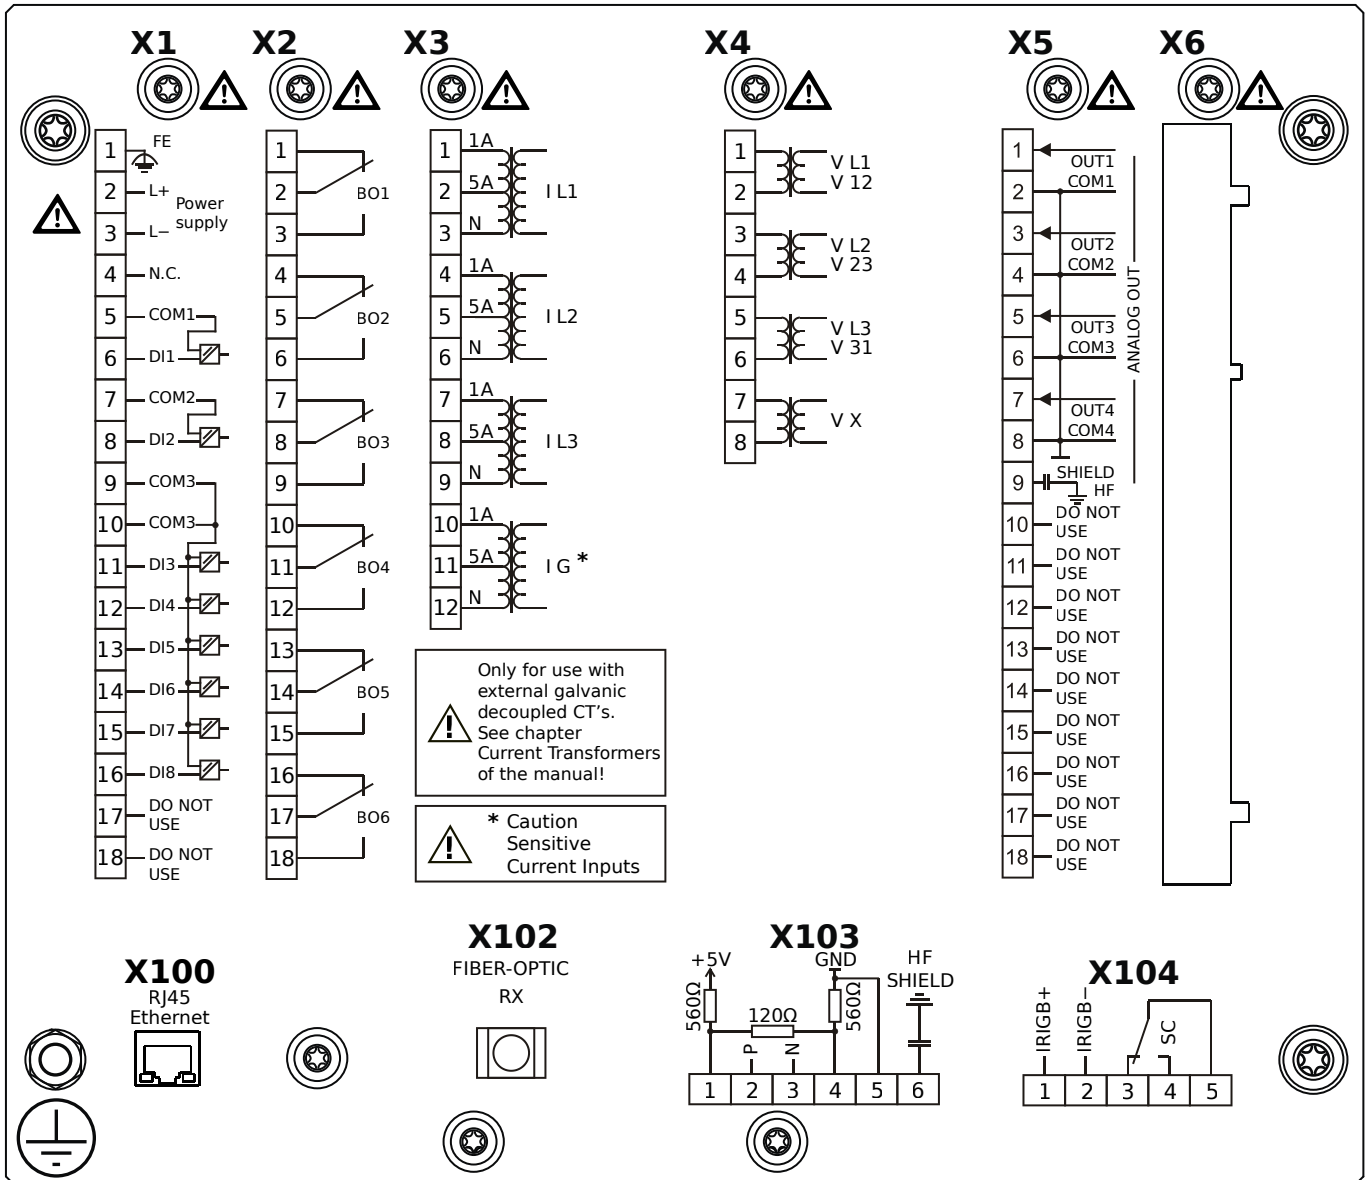 X1
X2
X3
X4
X5
X6
1 FE
2 L+
Power
supply
3 L−
4 N.C.
5 COM1
6 DI1
7 COM2
8 DI2
9 COM3
10 COM3
11 DI3
12 DI4
13 DI5
14 DI6
15 DI7
16 DI8
17 DO NOT
USE
18 DO NOT
USE
1
2 BO1
3
4
5 BO2
6
7
8 BO3
9
10
11 BO4
12
13
14 BO5
15
16
17 BO6
18
1 1A
2 5A I L1
3 N
4 1A
5 5A I L2
6 N
7 1A
8 5A I L3
9 N
10 1A
11 5A I G *
12 N
Only for use with
external galvanic
decoupled CT's.
See chapter
Current Transformers
of the manual!
* Caution
Sensitive
Current Inputs
1 V L1
2 V 12
3 V L2
4 V 23
5 V L3
6 V 31
7 V X
8
1 OUT1
2 COM1
3 OUT2
4 COM2
5 OUT3
6 COM3
7 OUT4
8 COM4
ANALOG OUT
9 SHIELD
HF
10 DO NOT
USE
11 DO NOT
USE
12 DO NOT
USE
13 DO NOT
USE
14 DO NOT
USE
15 DO NOT
USE
16 DO NOT
USE
17 DO NOT
USE
18 DO NOT
USE
X100
RJ45
Ethernet
X102
FIBER-OPTIC
RX
X103
+5V
GND
HF
SHIELD
560Ω
120Ω
560Ω
P
N
1 2 3 4 5 6
X104
IRIGB+
IRIGB−
SC
1 2 3 4 5